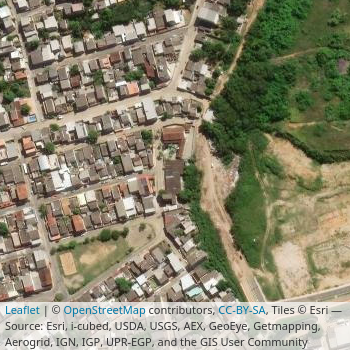 Leaflet | © OpenStreetMap contributors, CC-BY-SA, Tiles © Esri —
Source: Esri, i-cubed, USDA, USGS, AEX, GeoEye, Getmapping,
Aerogrid, IGN, IGP, UPR-EGP, and the GIS User Community